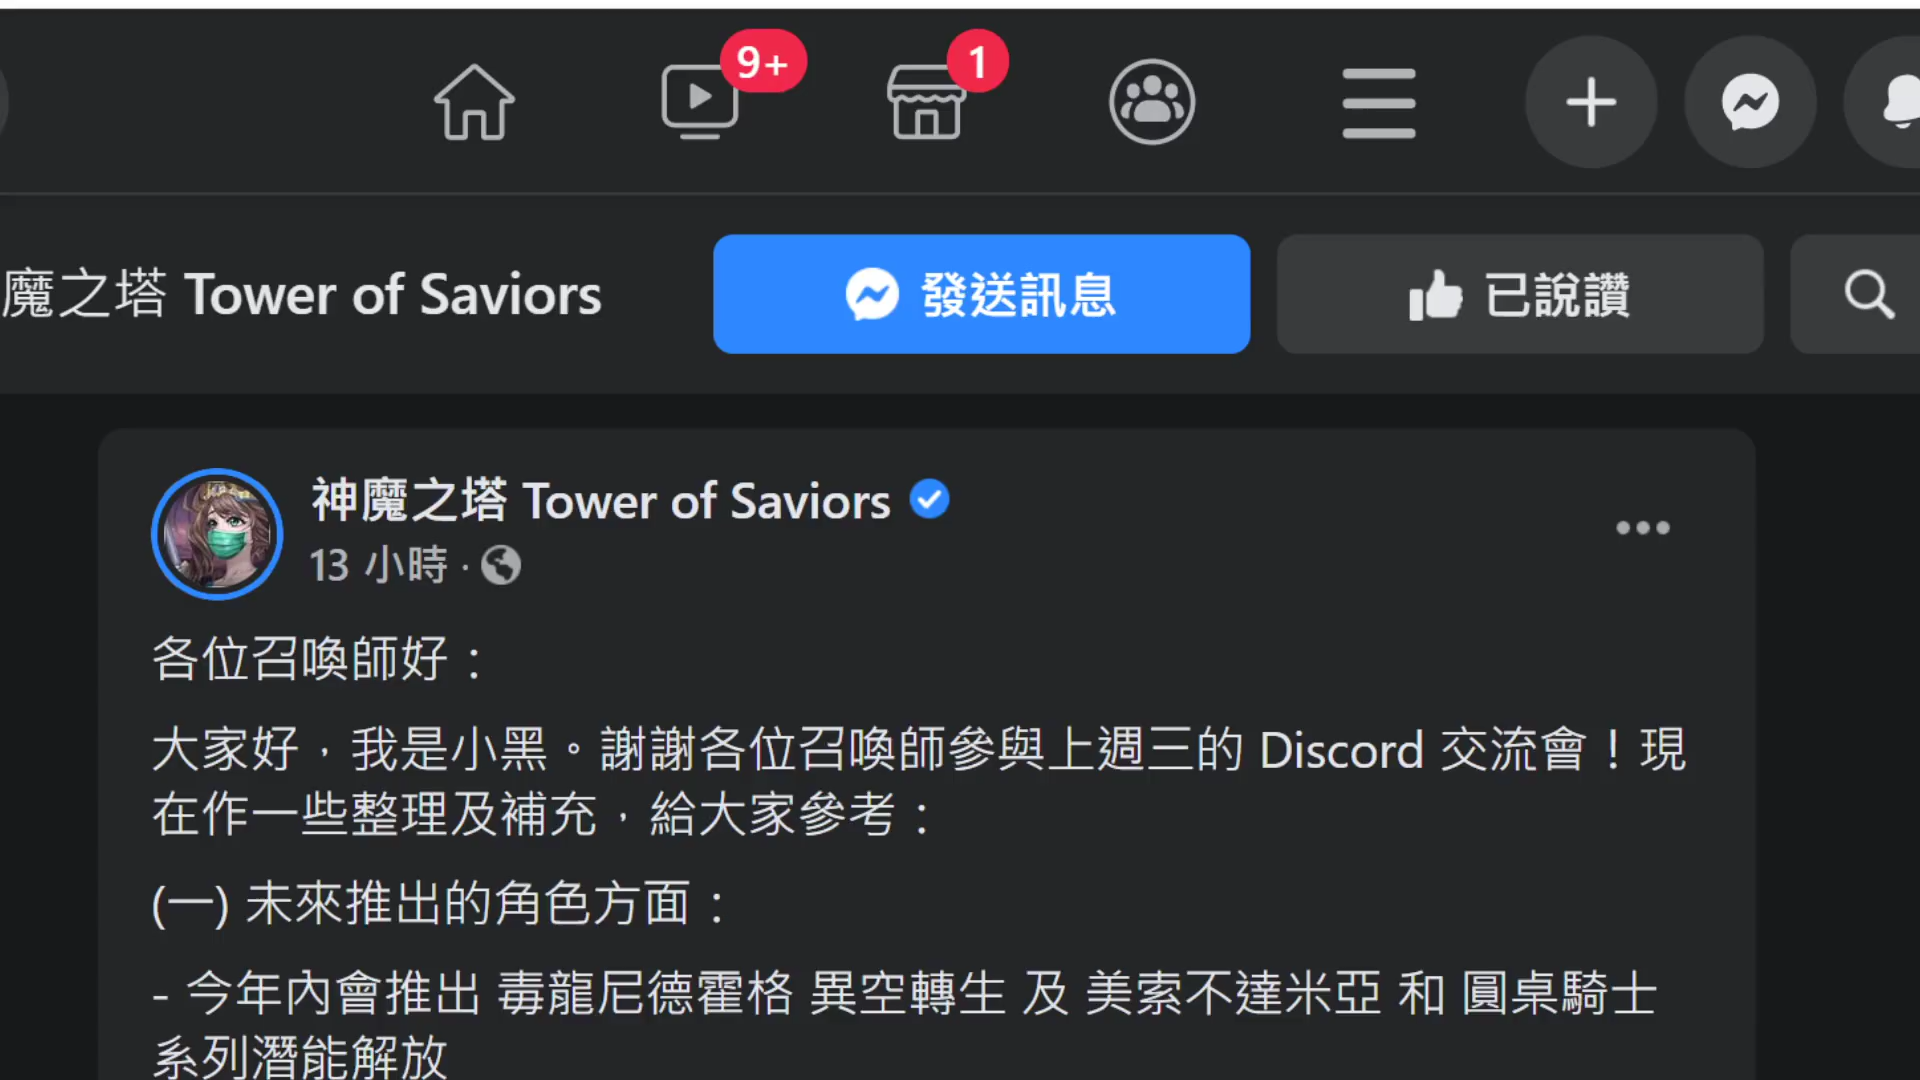 9+
1
魔之塔 Tower of Saviors
發送訊息
已說讚
神魔之塔 Tower of Saviors
13 小時 ·
各位召喚師好：
大家好，我是小黑。謝謝各位召喚師參與上週三的 Discord 交流會！現
在作一些整理及補充，給大家參考：
(一) 未來推出的角色方面：
- 今年內會推出 毒龍尼德霍格 異空轉生 及 美索不達米亞 和 圓桌騎士
系列潛能解放